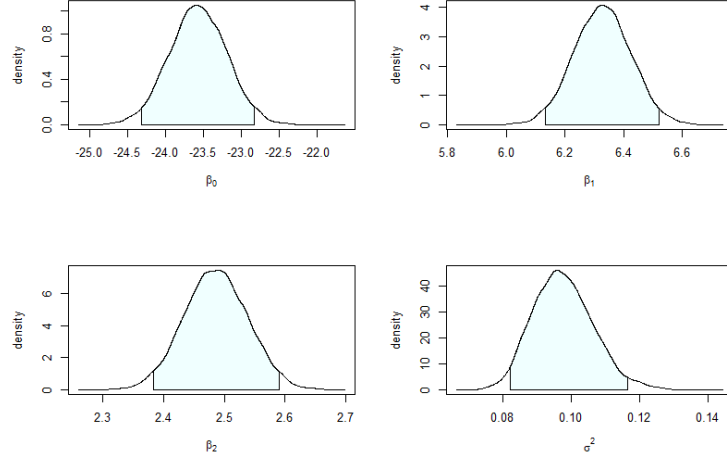 density
0.0 0.4 0.8
-25.0 -24.5 -24.0 -23.5 -23.0 -22.5 -22.0
β0
density
0 1 2 3 4
5.8 6.0 6.2 6.4 6.6
β1
density
0 2 4 6
2.3 2.4 2.5 2.6 2.7
β2
density
0 10 20 30 40
0.08 0.10 0.12 0.14
σ2